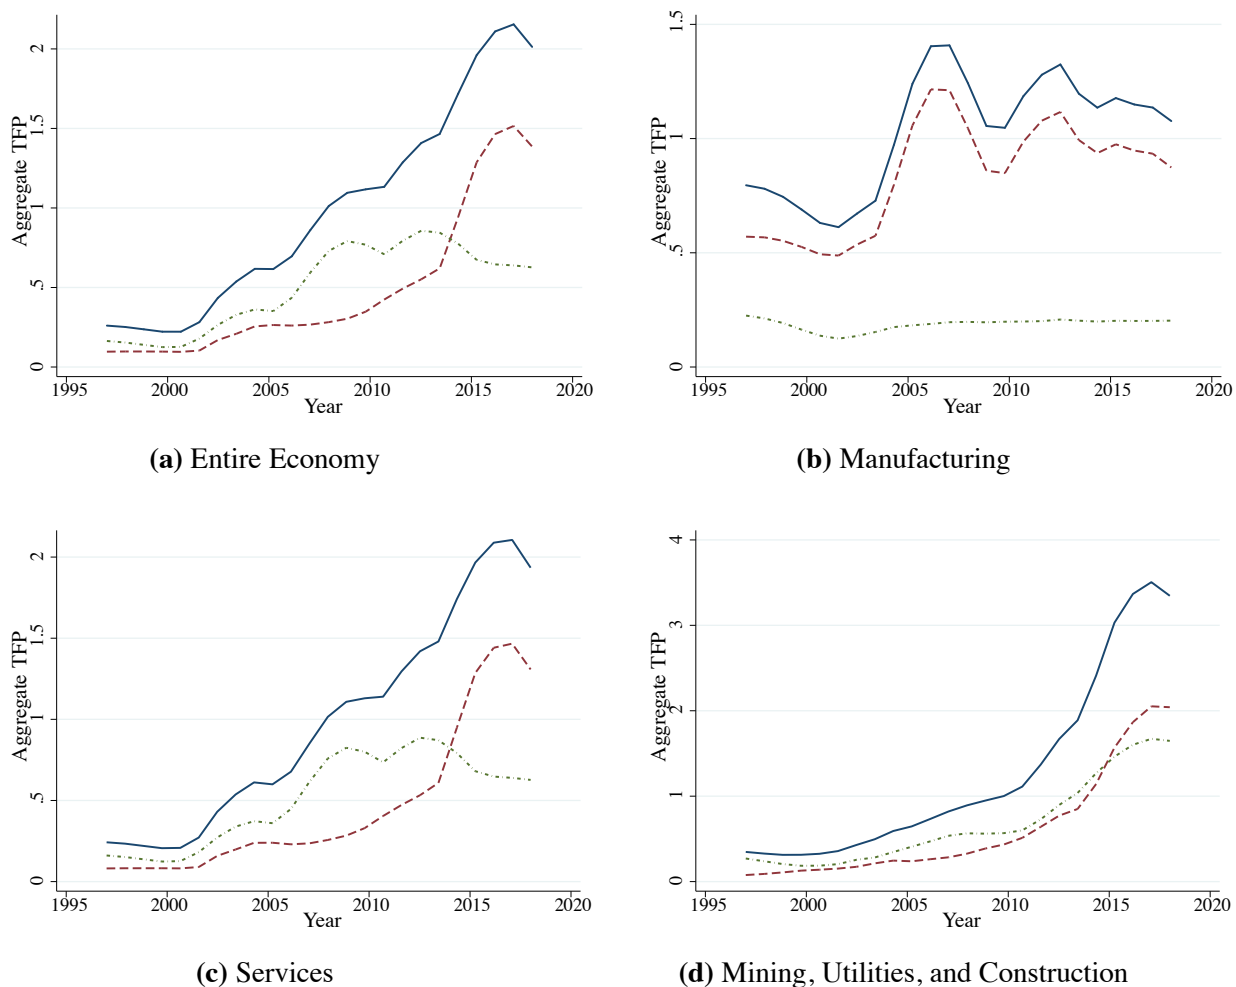 Aggregate TFP
2
1.5
1
.5
0
1995 2000 2005 2010 2015 2020
Year
(a) Entire Economy
Aggregate TFP
1.5
1
.5
0
1995 2000 2005 2010 2015 2020
Year
(b) Manufacturing
Aggregate TFP
2
1.5
1
.5
0
1995 2000 2005 2010 2015 2020
Year
(c) Services
Aggregate TFP
4
3
2
1
0
1995 2000 2005 2010 2015 2020
Year
(d) Mining, Utilities, and Construction